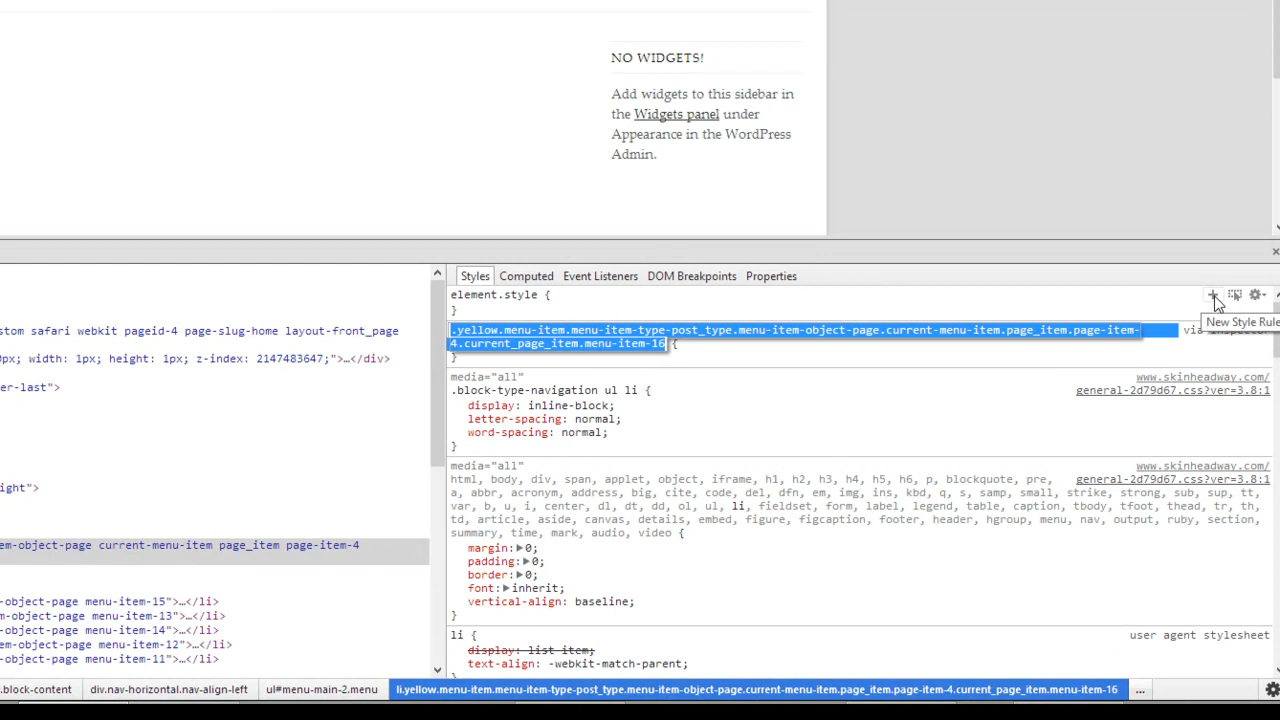 NO WIDGETS!
Add widgets to this sidebar in
the Widgets panel under
Appearance in the WordPress
Admin.
Styles Computed Event Listeners DOM Breakpoints Properties
element.style {
}
New Style Rule
.yellow.menu-item.menu-item-type-post_type.menu-item-object-page.current-menu-item.page_item.page-item- via
4.current_page_item.menu-item-16 {
}
media="all" www.skinheadway.com/
.block-type-navigation ul li { general-2d79d67.css?ver=3.8:1
display: inline-block;
letter-spacing: normal;
word-spacing: normal;
}
media="all" www.skinheadway.com/
html, body, div, span, applet, object, iframe, h1, h2, h3, h4, h5, h6, p, blockquote, pre, general-2d79d67.css?ver=3.8:1
a, abbr, acronym, address, big, cite, code, del, dfn, em, img, ins, kbd, q, s, samp, small, strike, strong, sub, sup, tt,
var, b, u, i, center, dl, dt, dd, ol, ul, li, fieldset, form, label, legend, table, caption, tbody, tfoot, thead, tr, th,
td, article, aside, canvas, details, embed, figure, figcaption, footer, header, hgroup, menu, nav, output, ruby, section,
summary, time, mark, audio, video {
margin: 0;
padding: 0;
border: 0;
font: inherit;
vertical-align: baseline;
}
li { user agent stylesheet
display: list-item;
text-align: -webkit-match-parent;
stom safari webkit pageid-4 page-slug-home layout-front_page
0px; width: 1px; height: 1px; z-index: 2147483647;">…</div>
er-last">
ight">
em-object-page current-menu-item page_item page-item-4
-object-page menu-item-15">…</li>
m-object-page menu-item-13">…</li>
m-object-page menu-item-14">…</li>
em-object-page menu-item-12">…</li>
m-object-page menu-item-11">…</li>
.block-content div.nav-horizontal.nav-align-left ul#menu-main-2.menu li.yellow.menu-item.menu-item-type-post_type.menu-item-object-page.current-menu-item.page_item.page-item-4.current_page_item.menu-item-16 ...